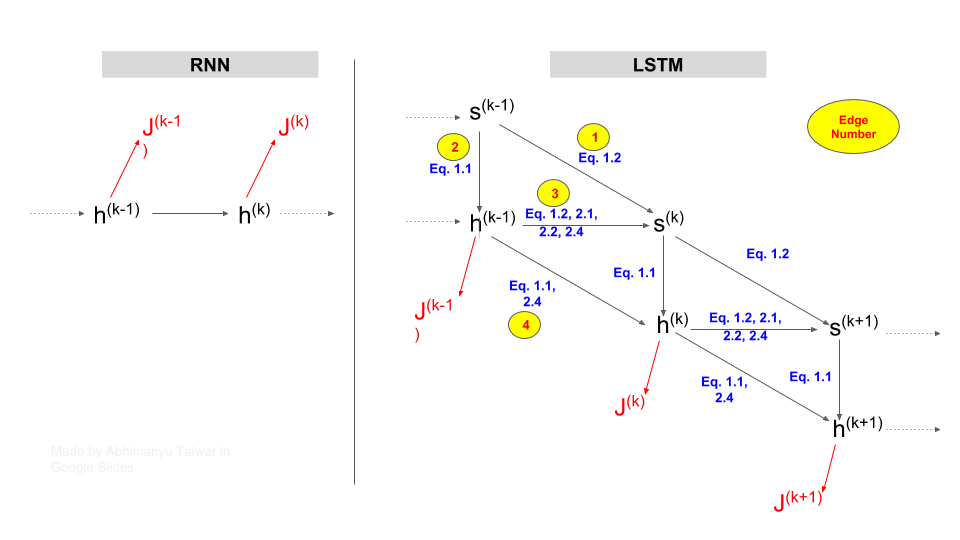 RNN
J(k-1
)
J(k)
h(k-1)
h(k)
Made by Abhimanyu Talwar in
Google Slides.
LSTM
s(k-1)
Edge
Number
1
2
Eq. 1.2
Eq. 1.1
3
h(k-1)
Eq. 1.2, 2.1,
2.2, 2.4
s(k)
Eq. 1.2
Eq. 1.1
Eq. 1.1,
2.4
4
J(k-1
)
h(k)
Eq. 1.2, 2.1,
2.2, 2.4
s(k+1)
Eq. 1.1,
2.4
Eq. 1.1
J(k)
h(k+1)
J(k+1)